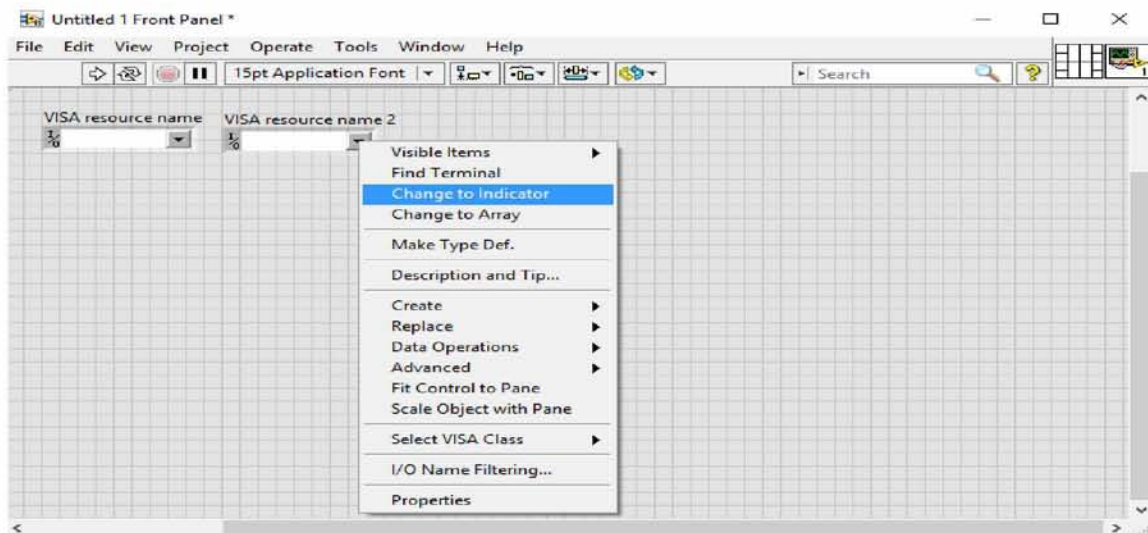 Untitled 1 Front Panel *
File Edit View Project Operate Tools Window Help
15pt Application Font
Search
VISA resource name VISA resource name 2
Visible Items
Find Terminal
Change to Indicator
Change to Array
Make Type Def.
Description and Tip...
Create
Replace
Data Operations
Advanced
Fit Control to Pane
Scale Object with Pane
Select VISA Class
I/O Name Filtering...
Properties